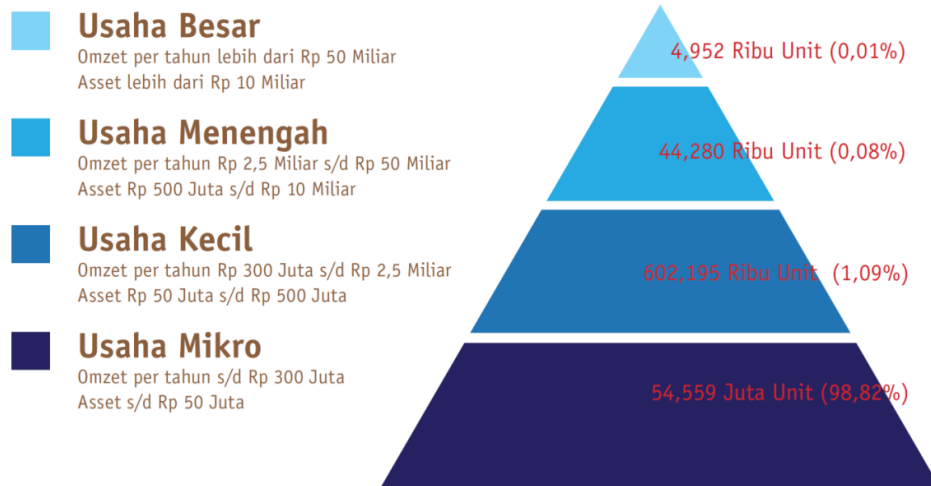 Usaha Besar
Omzet per tahun lebih dari Rp 50 Miliar
Asset lebih dari Rp 10 Miliar
4,952 Ribu Unit (0,01%)
Usaha Menengah
Omzet per tahun Rp 2,5 Miliar s/d Rp 50 Miliar
Asset Rp 500 Juta s/d Rp 10 Miliar
44,280 Ribu Unit (0,08%)
Usaha Kecil
Omzet per tahun Rp 300 Juta s/d Rp 2,5 Miliar
Asset Rp 50 Juta s/d Rp 500 Juta
602,195 Ribu Unit (1,09%)
Usaha Mikro
Omzet per tahun s/d Rp 300 Juta
Asset s/d Rp 50 Juta
54,559 Juta Unit (98,82%)